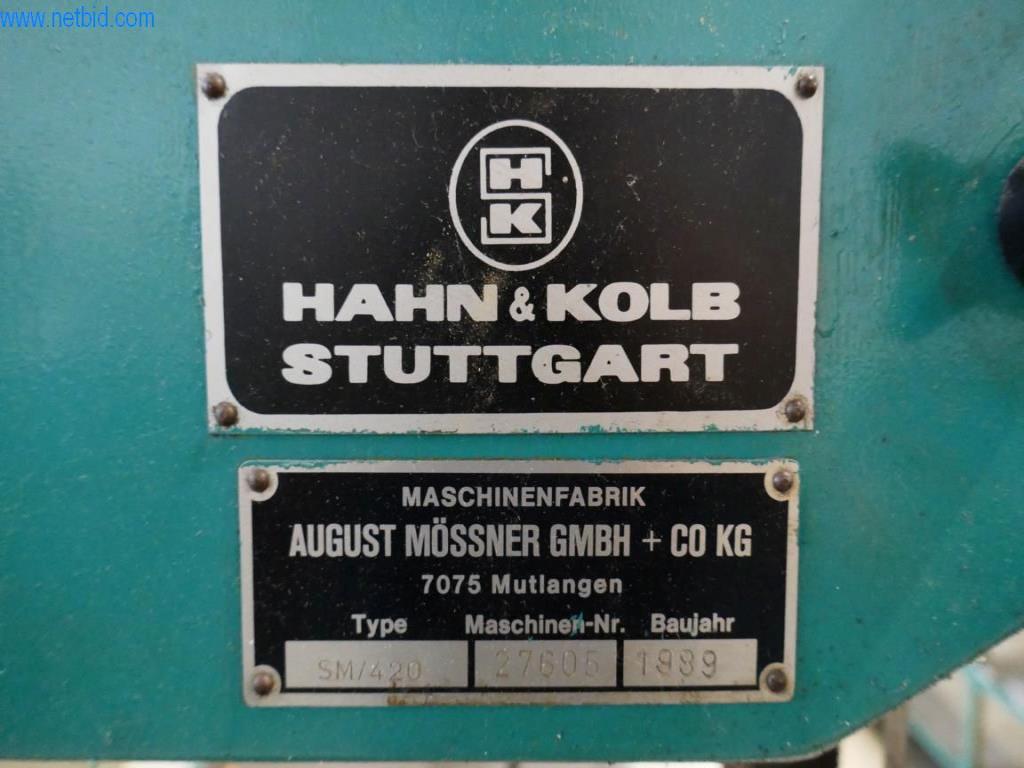 www.netbid.com
H
K
HAHN & KOLB
STUTTGART
MASCHINENFABRIK
AUGUST MÖSSNER GMBH + CO KG
7075 Mutlangen
Type Maschinen-Nr. Baujahr
SM/420 27605 1989